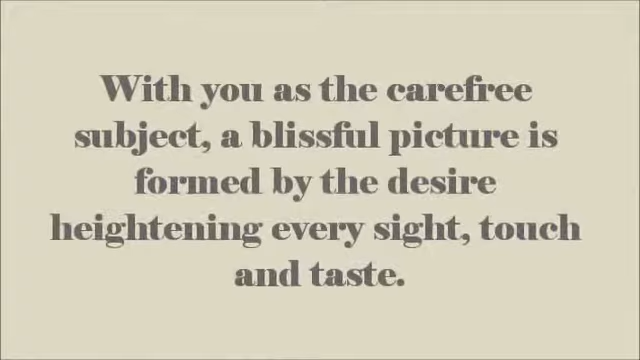 With you as the carefree
subject, a blissful picture is
formed by the desire
heightening every sight, touch
and taste.